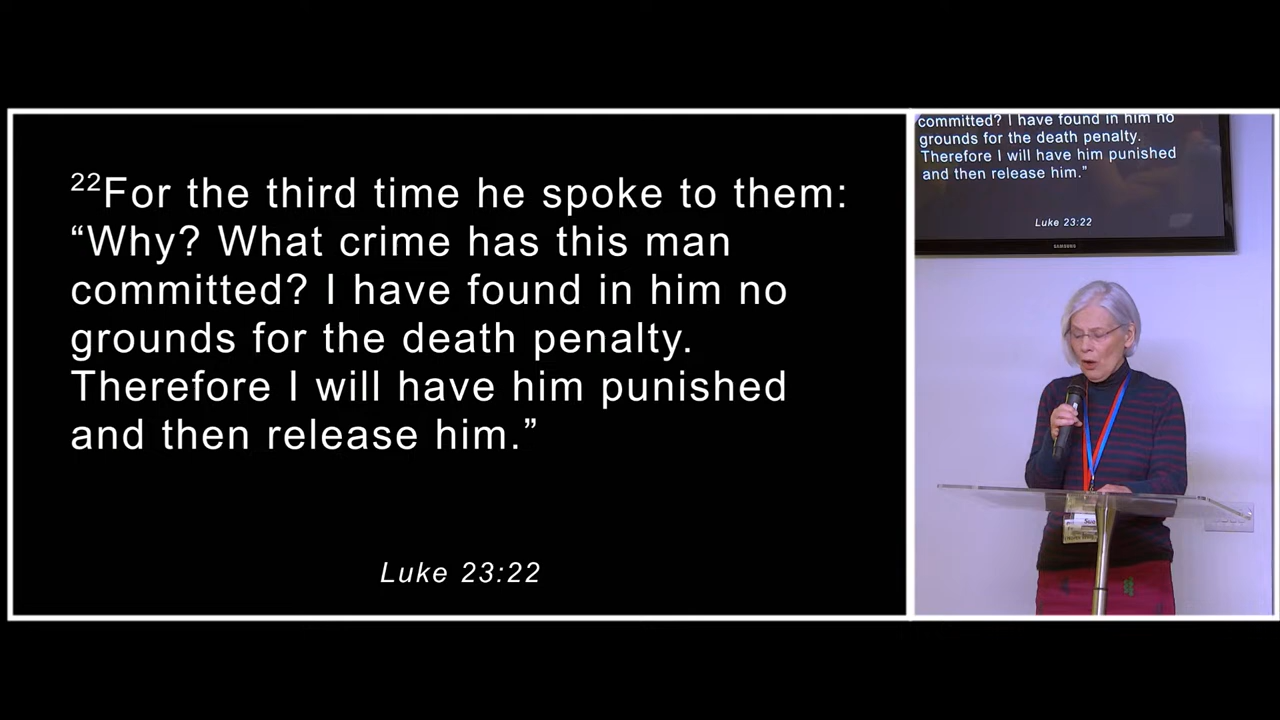 ²²For the third time he spoke to them:
“Why? What crime has this man
committed? I have found in him no
grounds for the death penalty.
Therefore I will have him punished
and then release him.”
Luke 23:22
committed? I have found in him no
grounds for the death penalty.
Therefore I will have him punished
and then release him.”
Luke 23:22
SAMSUNG